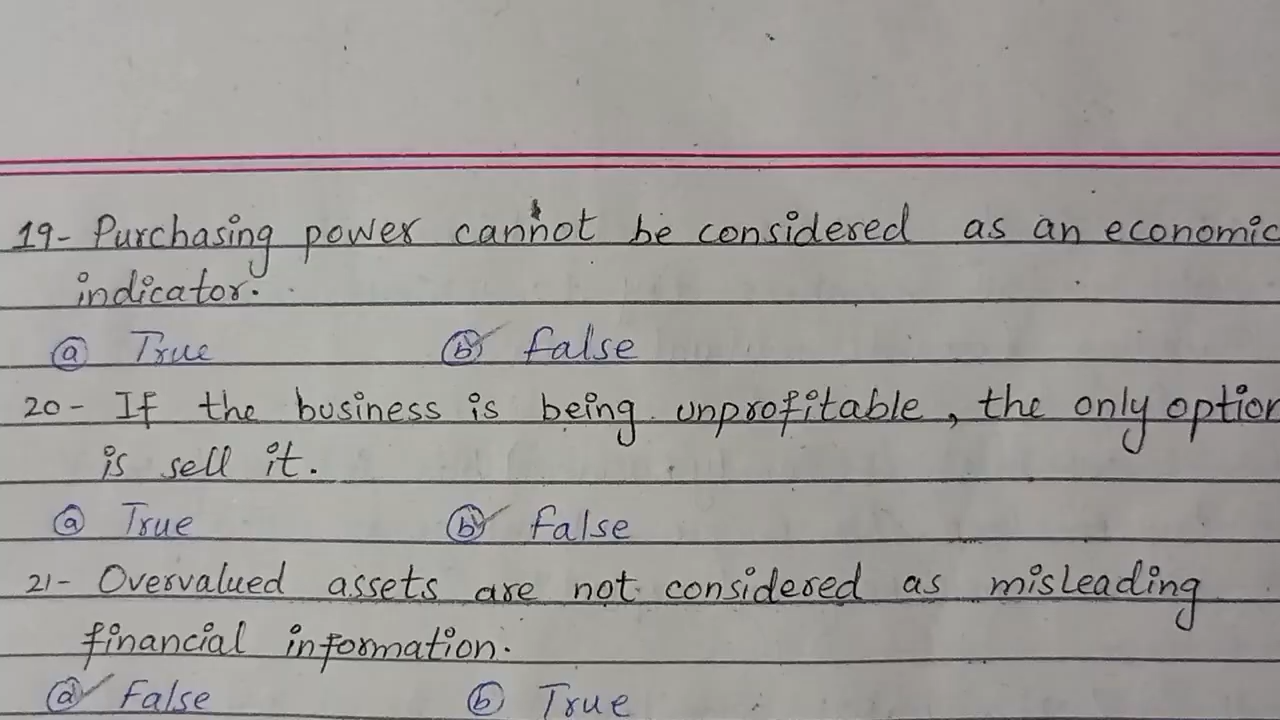 19- Purchasing power cannot be considered as an economic
indicator.
ⓐ True ⓑ✓ False
20- If the business is being unprofitable, the only option
is sell it.
ⓐ True ⓑ✓ False
21- Overvalued assets are not considered as misleading
financial information.
ⓐ✓ False ⓑ True